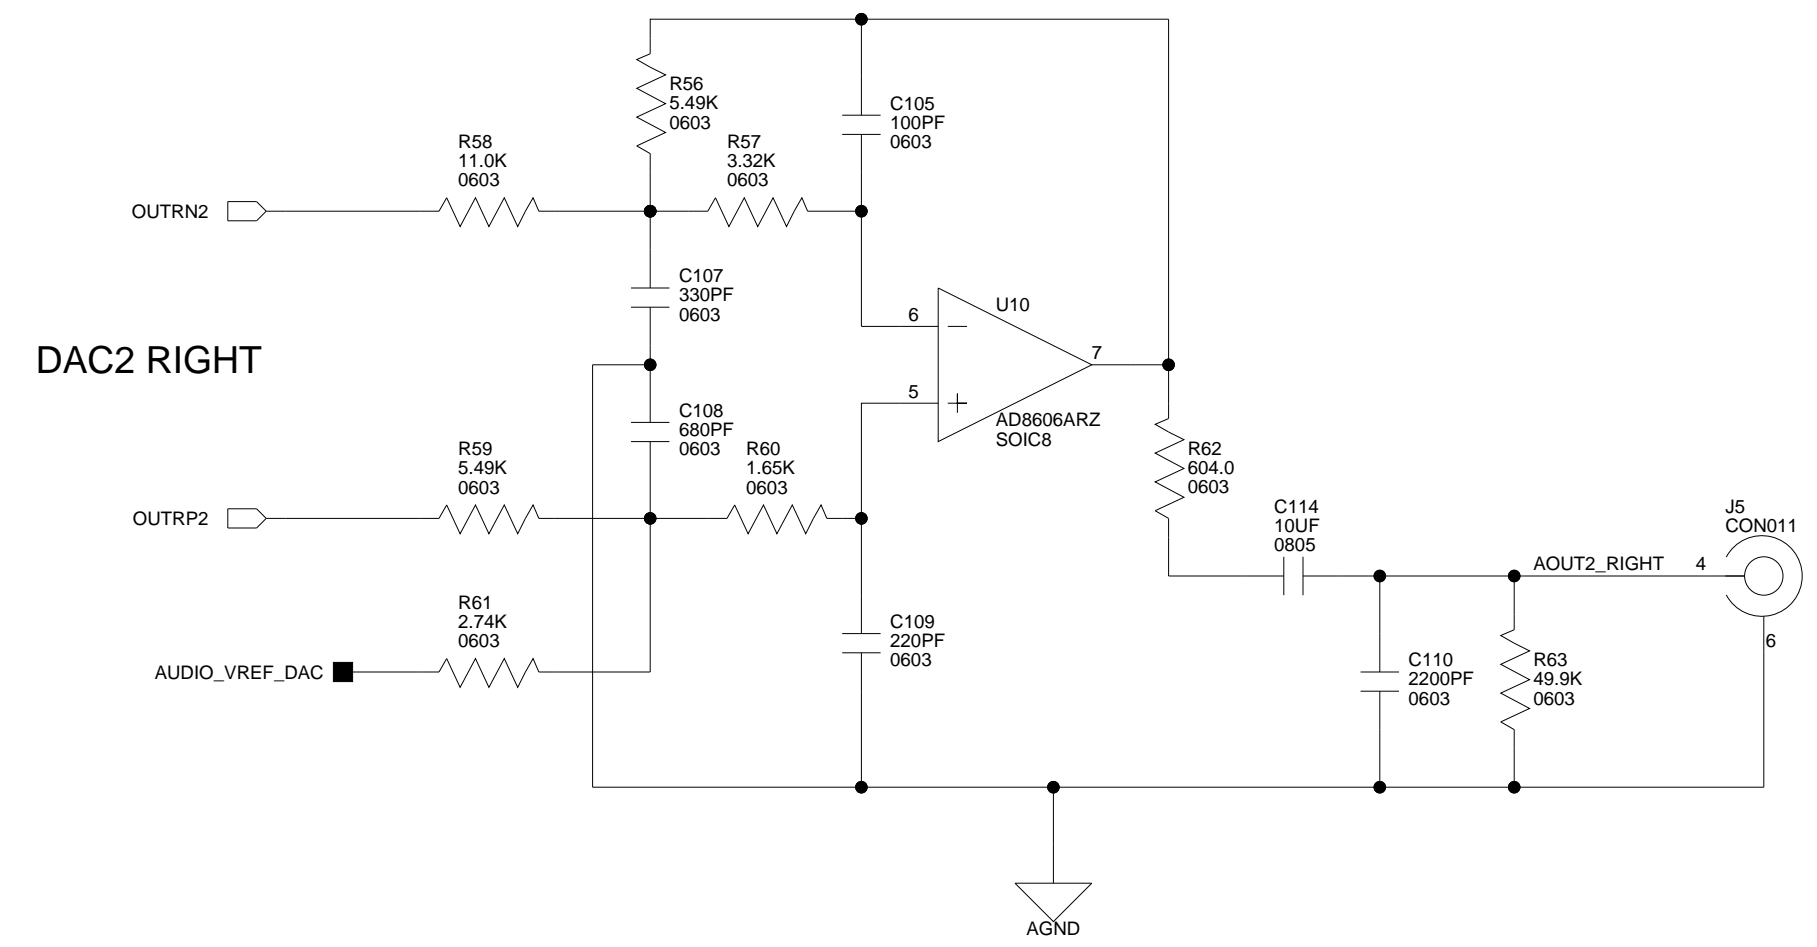 R56
5.49K
0603
C105
100PF
0603
R58
11.0K
0603
R57
3.32K
0603
OUTRN2
C107
330PF
0603
6
U10
DAC2 RIGHT
7
5
C108
680PF
0603
AD8606ARZ
SOIC8
R59
5.49K
0603
R60
1.65K
0603
R62
604.0
0603
OUTRP2
C114
10UF
0805
J5
CON011
AOUT2_RIGHT
4
R61
2.74K
0603
C109
220PF
0603
6
AUDIO_VREF_DAC
C110
2200PF
0603
R63
49.9K
0603
AGND